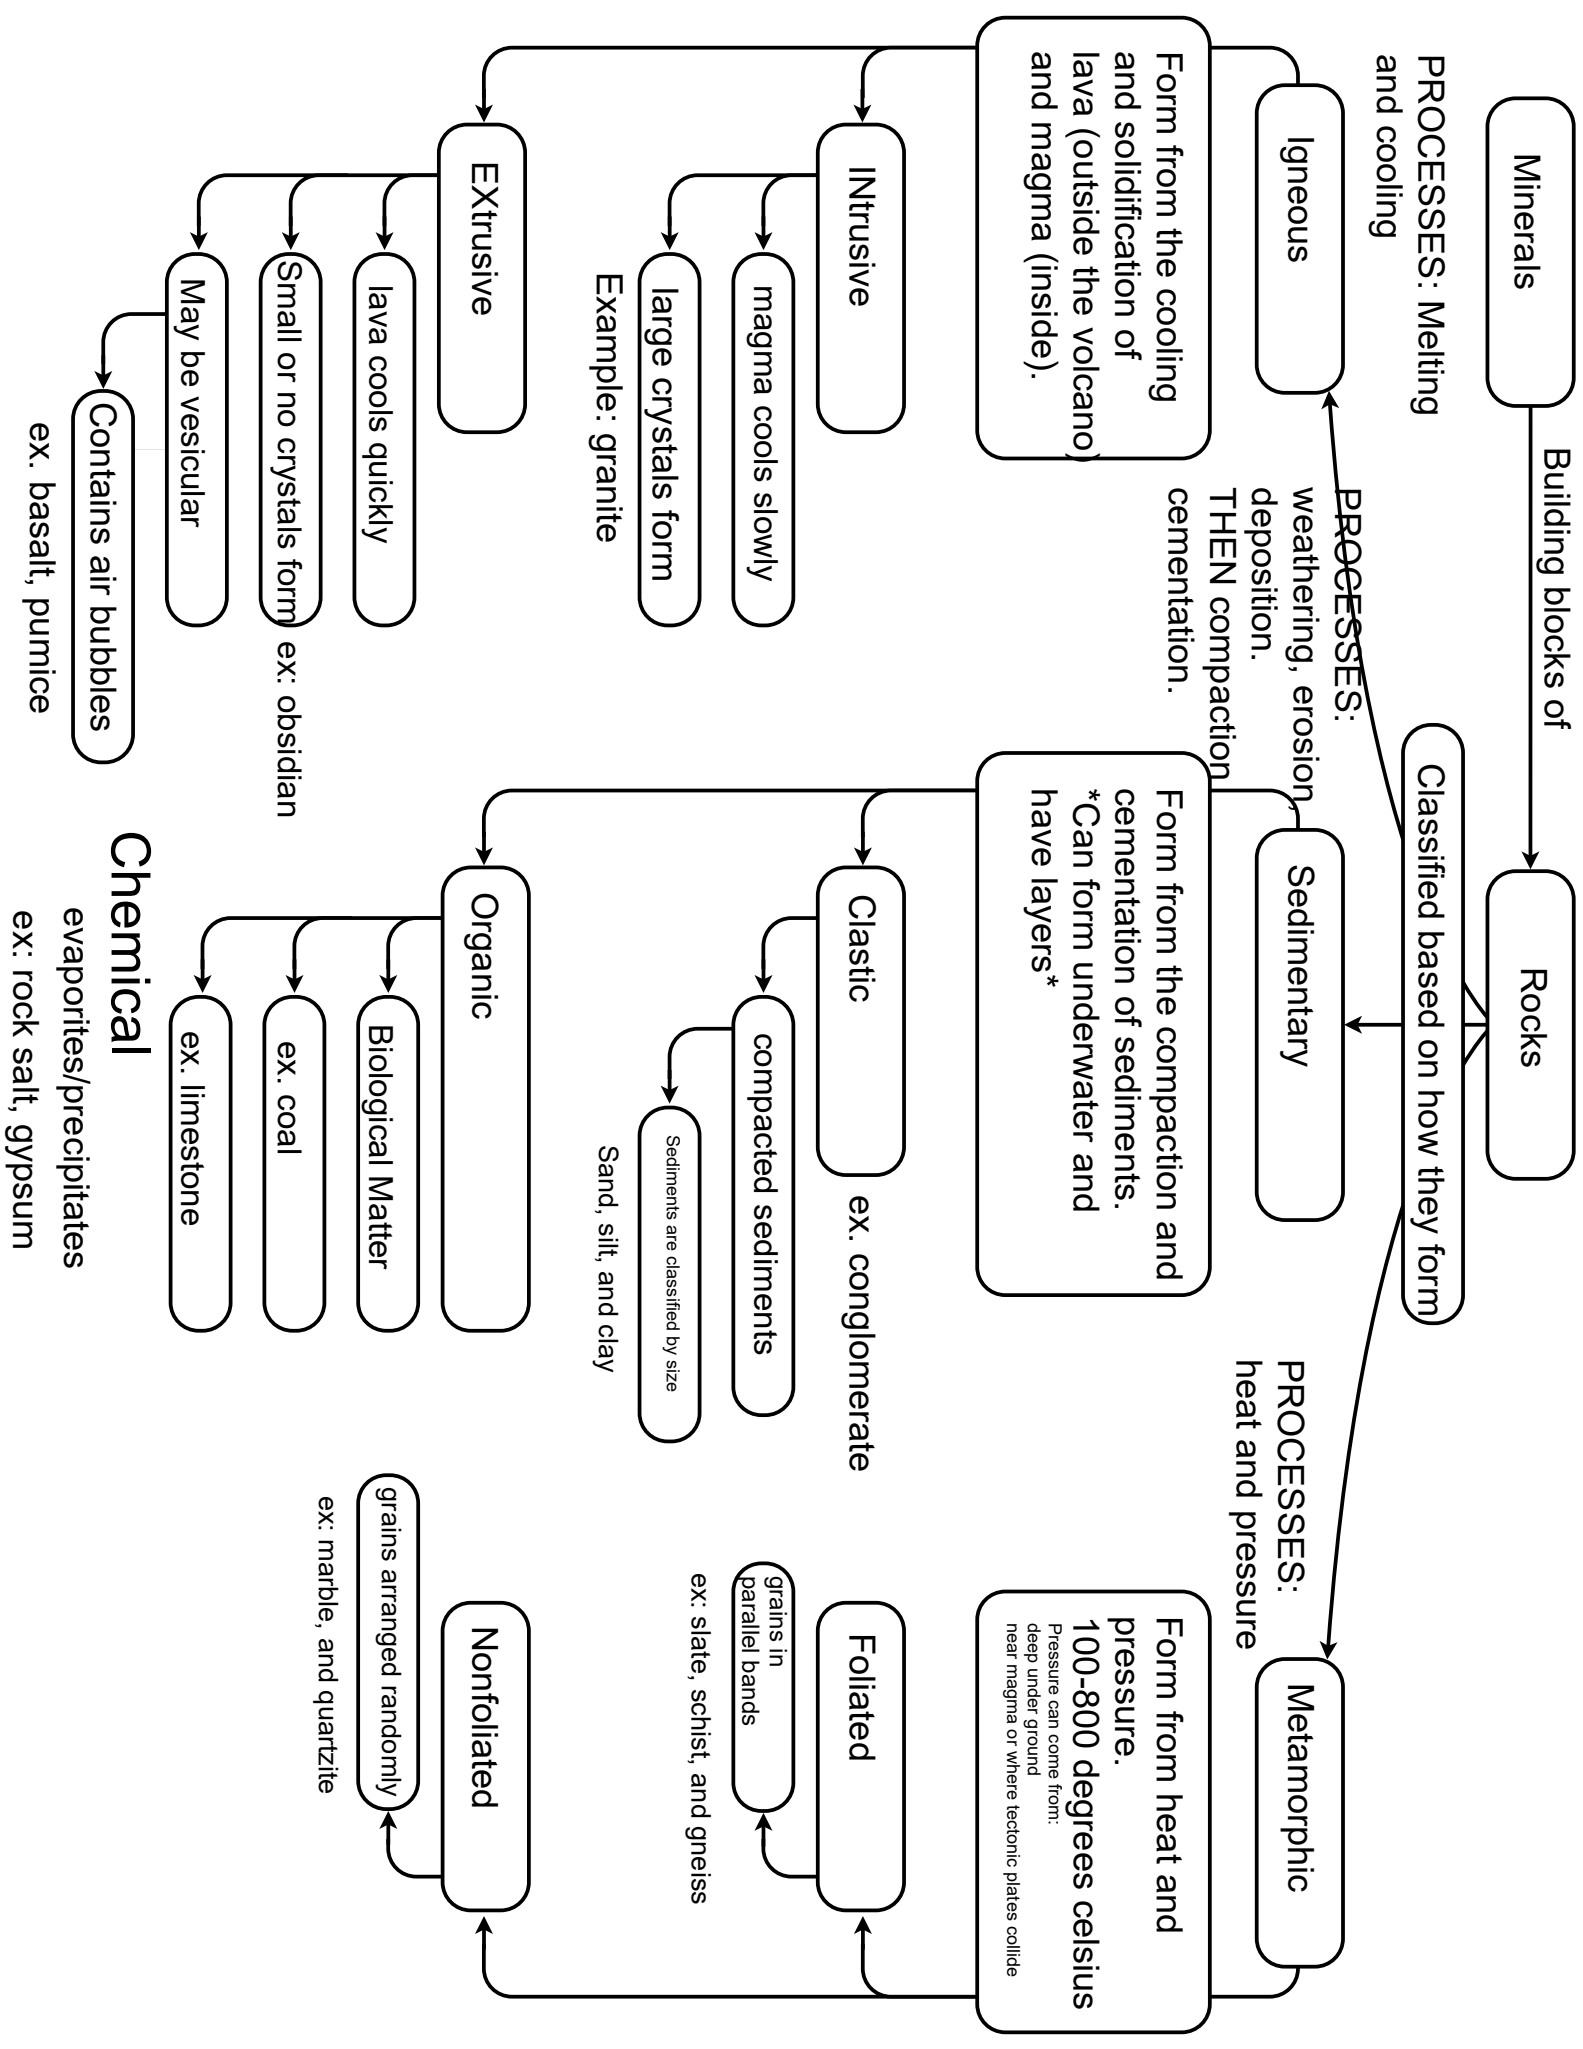 Minerals
Building blocks of
Rocks
Classified based on how they form
PROCESSES: Melting
and cooling
Igneous
Form from the cooling
and solidification of
lava (outside the volcano)
and magma (inside).
INtrusive
magma cools slowly
large crystals form
Example: granite
EXtrusive
lava cools quickly
Small or no crystals form
ex: obsidian
May be vesicular
Contains air bubbles
ex. basalt, pumice
PROCESSES:
weathering, erosion,
deposition.
THEN compaction
cementation.
Sedimentary
Form from the compaction and
cementation of sediments.
*Can form underwater and
have layers*
Clastic
ex. conglomerate
compacted sediments
Sediments are classified by size
Sand, silt, and clay
Organic
Biological Matter
ex. coal
ex. limestone
Chemical
evaporites/precipitates
ex: rock salt, gypsum
PROCESSES:
heat and pressure
Metamorphic
Form from heat and
pressure.
100-800 degrees celsius
Pressure can come from:
deep under ground
near magma or where tectonic plates collide
Foliated
grains in
parallel bands
ex: slate, schist, and gneiss
Nonfoliated
grains arranged randomly
ex: marble, and quartzite